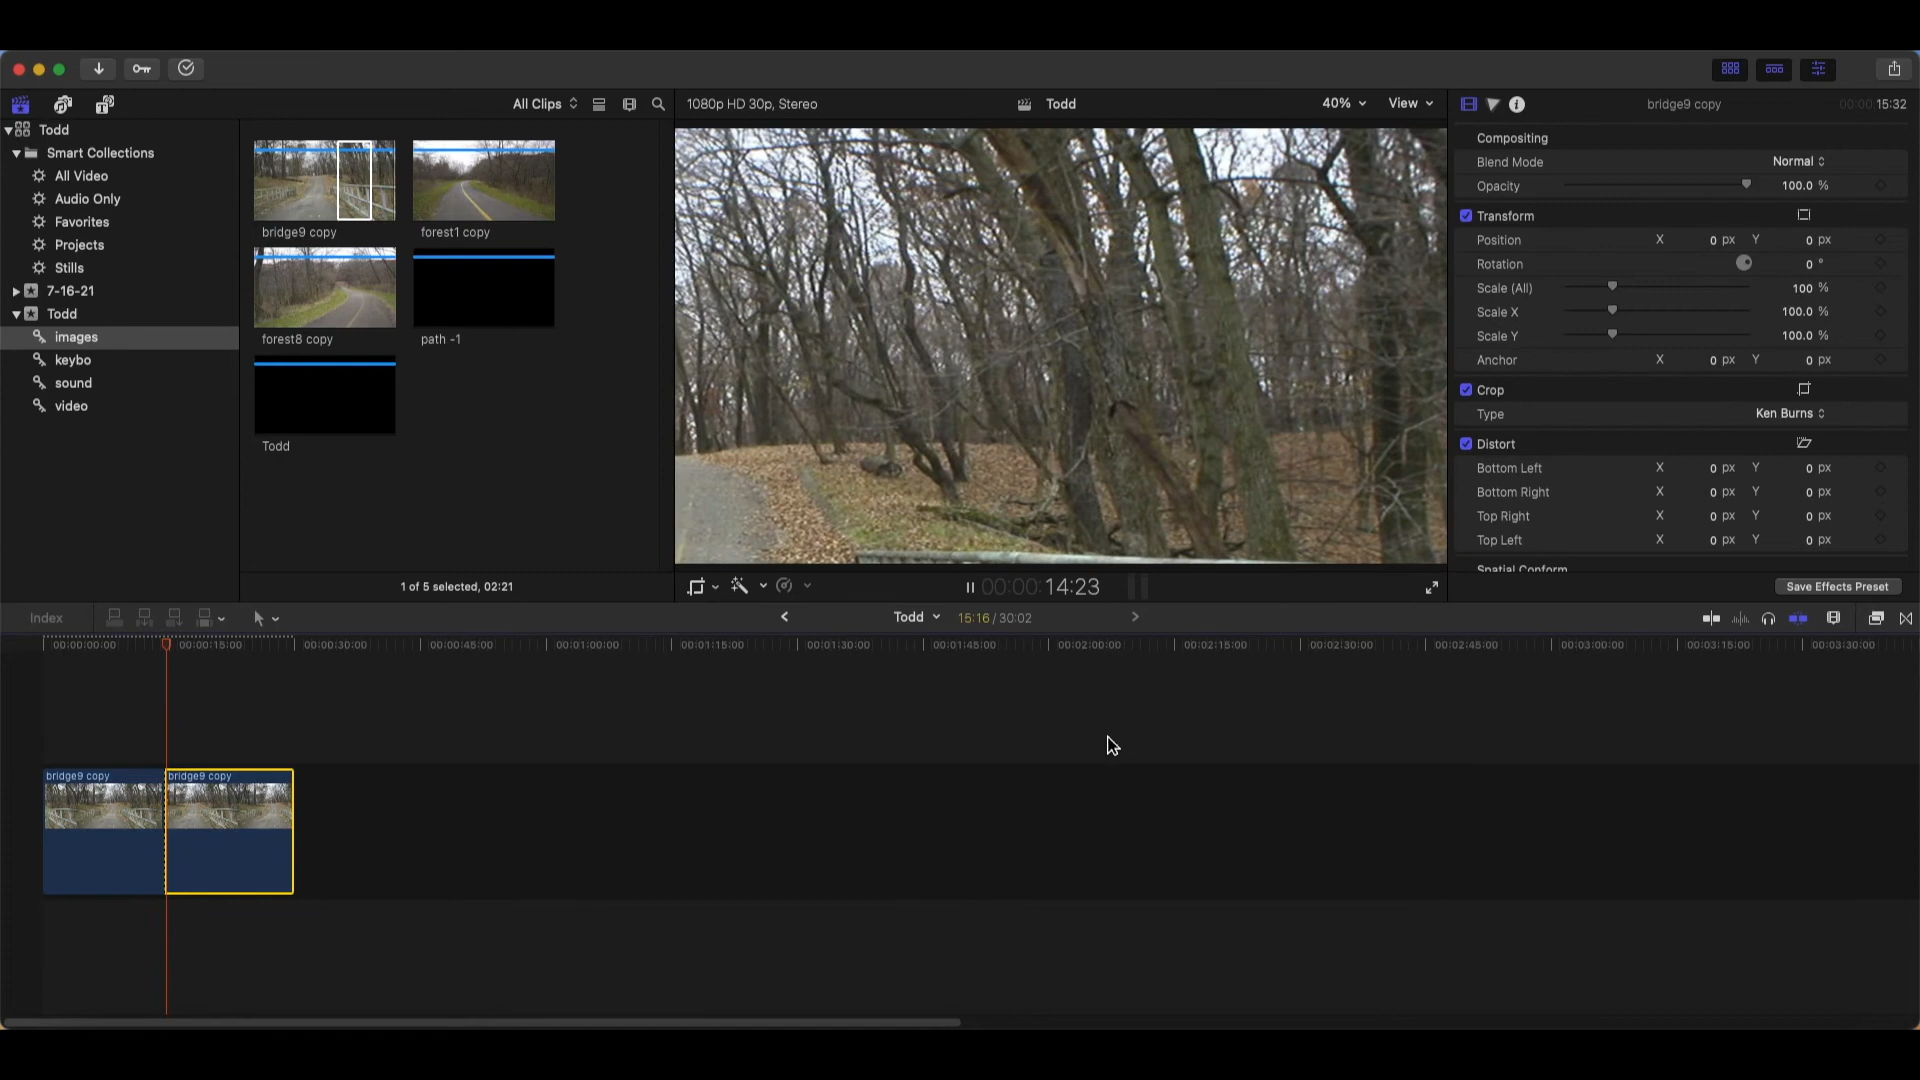 All Clips
1080p HD 30p, Stereo
Todd
40%
View
bridge9 copy
00:00:15:32
Todd
Smart Collections
All Video
Audio Only
Favorites
Projects
Stills
7-16-21
Todd
images
keybo
sound
video
bridge9 copy
forest1 copy
forest8 copy
path -1
Todd
1 of 5 selected, 02:21
00:00:14:23
Compositing
Blend Mode
Normal
Opacity
100.0 %
Transform
Position X 0 px Y 0 px
Rotation 0 °
Scale (All) 100 %
Scale X 100.0 %
Scale Y 100.0 %
Anchor X 0 px Y 0 px
Crop
Type Ken Burns
Distort
Bottom Left X 0 px Y 0 px
Bottom Right X 0 px Y 0 px
Top Right X 0 px Y 0 px
Top Left X 0 px Y 0 px
Spatial Conform
Save Effects Preset
Index
Todd
15:16 / 30:02
00:00:00:00 00:00:15:00 00:00:30:00 00:00:45:00 00:01:00:00 00:01:15:00 00:01:30:00 00:01:45:00 00:02:00:00 00:02:15:00 00:02:30:00 00:02:45:00 00:03:00:00 00:03:15:00 00:03:30:00
bridge9 copy
bridge9 copy